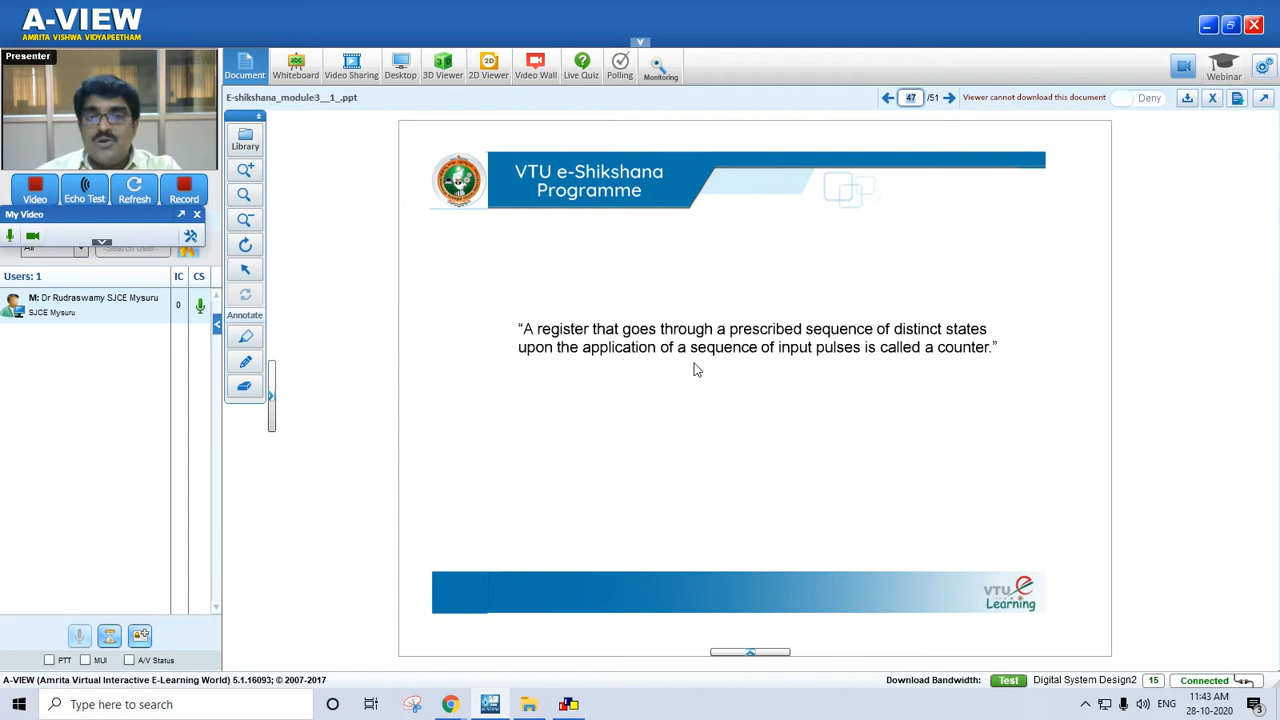 A-VIEW
AMRITA VISHWA VIDYAPEETHAM
Presenter
Document
Whiteboard
Video Sharing
Desktop
3D Viewer
2D Viewer
Video Wall
Live Quiz
Polling
Monitoring
Webinar
E-shikshana_module3__1_.ppt
47 /51
Viewer cannot download this document
Deny
Library
Annotate
Video
Echo Test
Refresh
Record
My Video
All
Users: 1
IC
CS
M: Dr Rudraswamy SJCE Mysuru
0
SJCE Mysuru
VTU e-Shikshana
Programme
“A register that goes through a prescribed sequence of distinct states
upon the application of a sequence of input pulses is called a counter.”
VTU e
Learning
PTT
MUI
A/V Status
A-VIEW (Amrita Virtual Interactive E-Learning World) 5.1.16093; © 2007-2017
Download Bandwidth:
Test
Digital System Design2
15
Connected
Type here to search
ENG
11:43 AM
28-10-2020
3